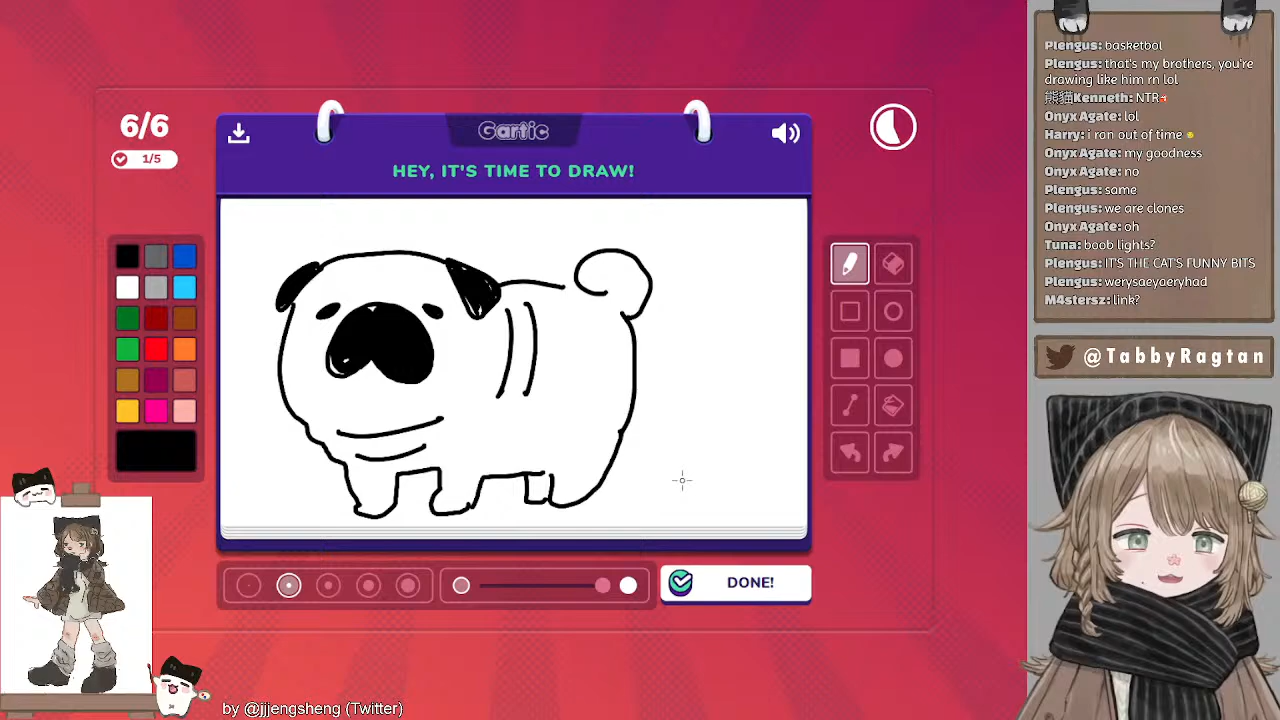 6/6
1/5
Gartic
HEY, IT'S TIME TO DRAW!
DONE!
by @jjjengsheng (Twitter)
Plengus: basketbol
Plengus: that's my brothers, you're
drawing like him rn lol
熊貓Kenneth: NTR
Onyx Agate: lol
Harry: i ran out of time
Onyx Agate: my goodness
Onyx Agate: no
Plengus: same
Plengus: we are clones
Onyx Agate: oh
Tuna: boob lights?
Plengus: IT'S THE CAT'S FUNNY BITS
Plengus: werysaeyaeryhad
M4stersz: link?
@TabbyRagtan